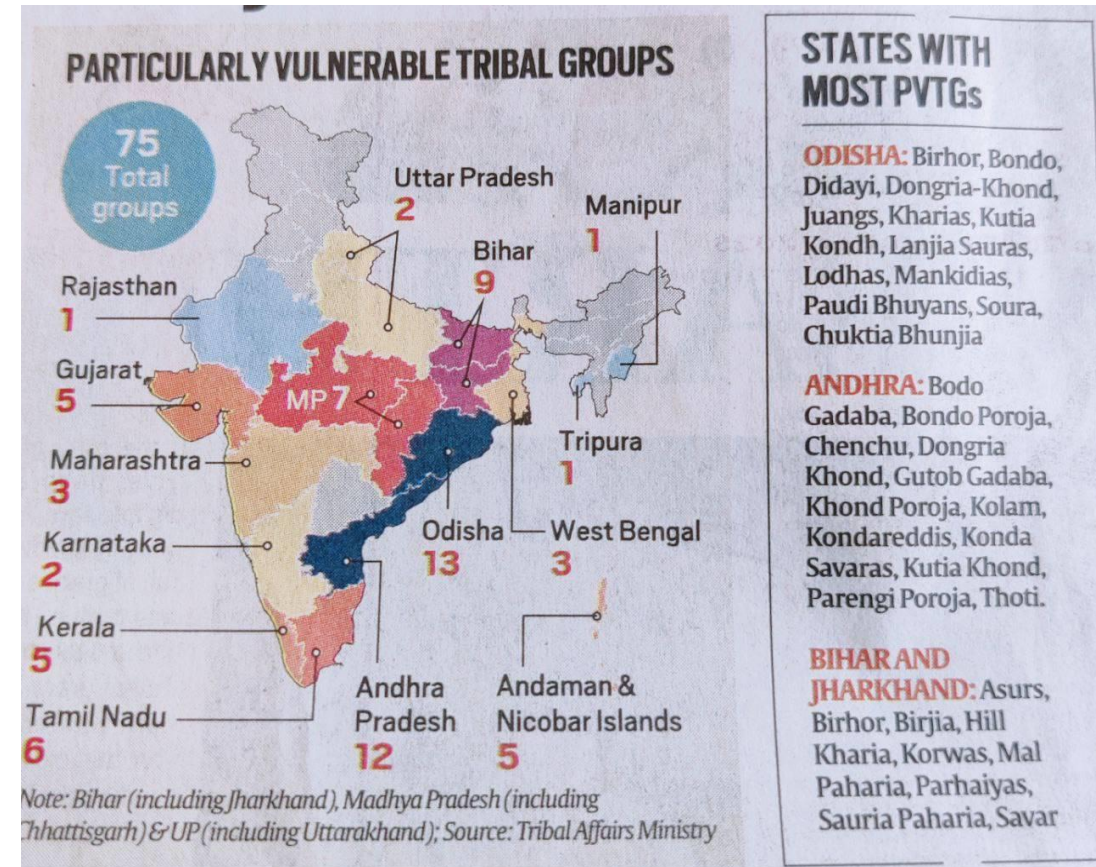 PARTICULARLY VULNERABLE TRIBAL GROUPS
75
Total
groups
Uttar Pradesh
2
Manipur
1
Bihar
9
Rajasthan
1
Gujarat
5
MP 7
Maharashtra
3
Tripura
1
Karnataka
2
Odisha
13
West Bengal
3
Kerala
5
Tamil Nadu
6
Andhra
Pradesh
12
Andaman &
Nicobar Islands
5
Note: Bihar (including Jharkhand), Madhya Pradesh (including
Chhattisgarh) & UP (including Uttarakhand); Source: Tribal Affairs Ministry
STATES WITH
MOST PVTGs
ODISHA: Birhor, Bondo,
Didayi, Dongria-Khond,
Juangs, Kharias, Kutia
Kondh, Lanjia Sauras,
Lodhas, Mankidias,
Paudi Bhuyans, Soura,
Chuktia Bhunjia
ANDHRA: Bodo
Gadaba, Bondo Poroja,
Chenchu, Dongria
Khond, Gutob Gadaba,
Khond Poroja, Kolam,
Kondareddis, Konda
Savaras, Kutia Khond,
Parengi Poroja, Thoti.
BIHAR AND
JHARKHAND: Asurs,
Birhor, Birjia, Hill
Kharia, Korwas, Mal
Paharia, Parhaiyas,
Sauria Paharia, Savar